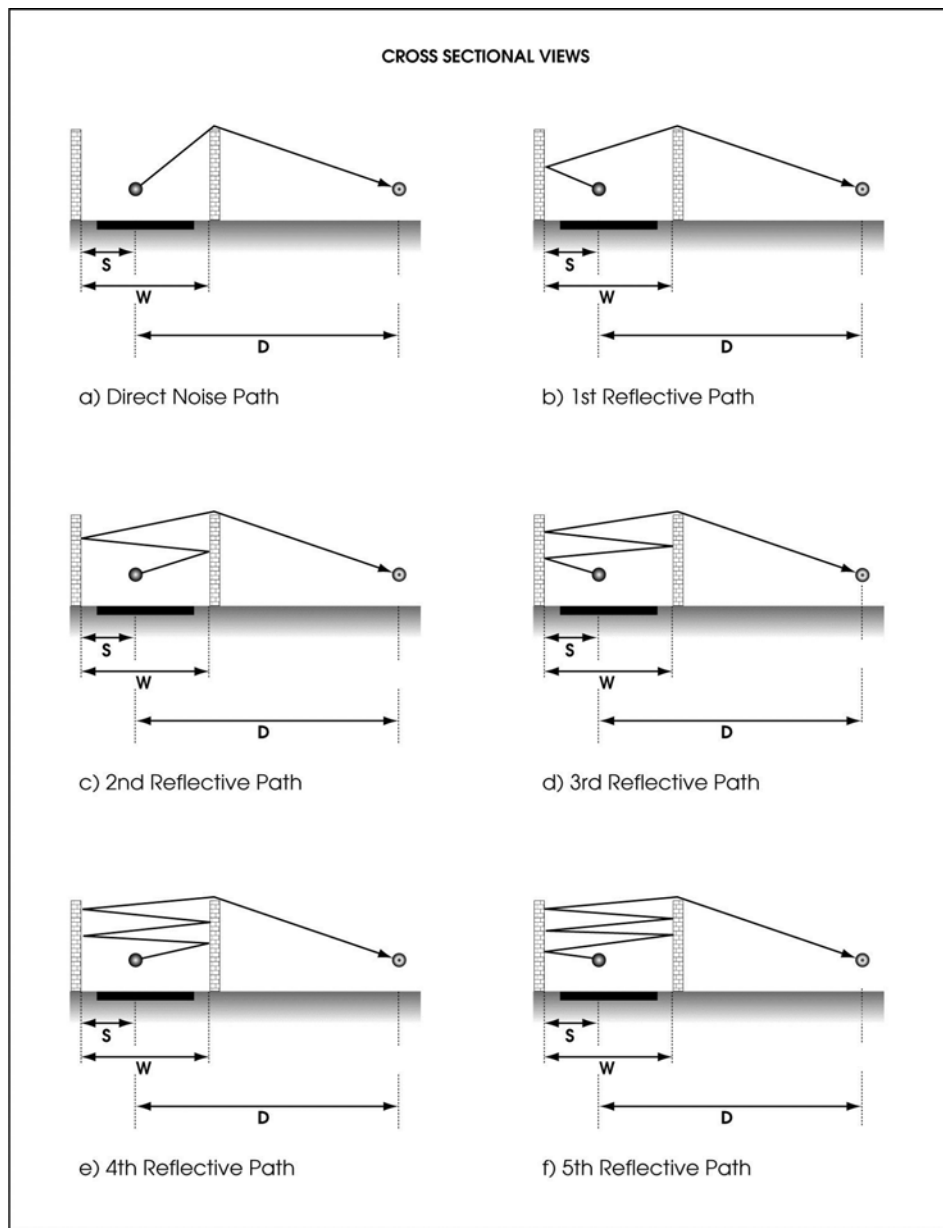 CROSS SECTIONAL VIEWS
S
W
D
a) Direct Noise Path
S
W
D
b) 1st Reflective Path
S
W
D
c) 2nd Reflective Path
S
W
D
d) 3rd Reflective Path
S
W
D
e) 4th Reflective Path
S
W
D
f) 5th Reflective Path